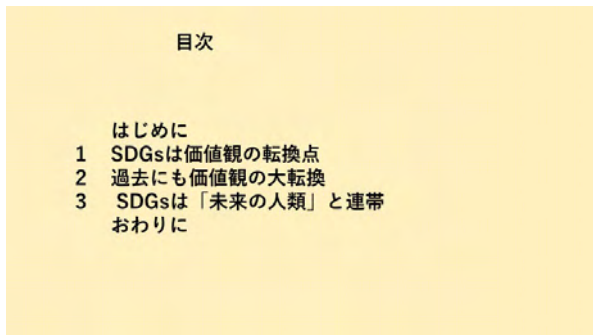 目次
はじめに
1 SDGsは価値観の転換点
2 過去にも価値観の大転換
3 SDGsは「未来の人類」と連帯
おわりに